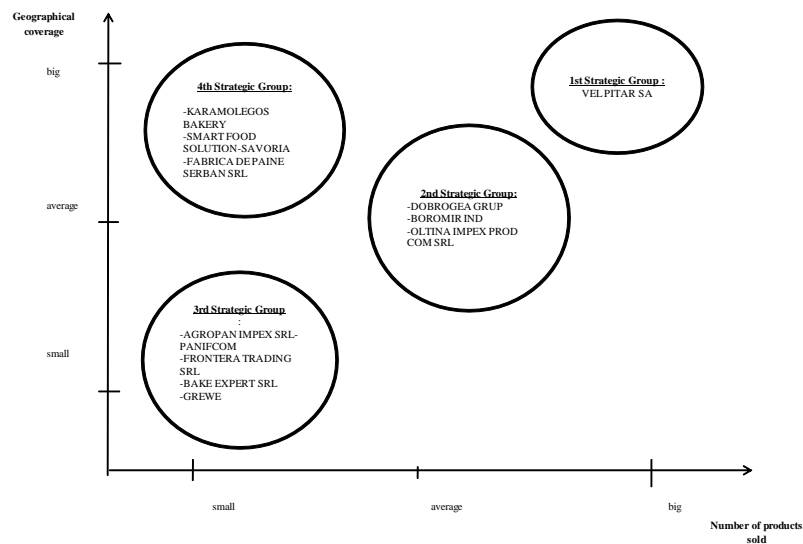 Geographical
coverage
big
average
small
4th Strategic Group:
-KARAMOLEGOS
BAKERY
-SMART FOOD
SOLUTION-SAVORIA
-FABRICA DE PAINE
SERBAN SRL
1st Strategic Group :
VEL PITAR SA
2nd Strategic Group:
-DOBROGEA GRUP
-BOROMIR IND
-OLTINA IMPEX PROD
COM SRL
3rd Strategic Group
:
-AGROPAN IMPEX SRL-
PANIFCOM
-FRONTERA TRADING
SRL
-BAKE EXPERT SRL
-GREWE
small
average
big
Number of products
sold